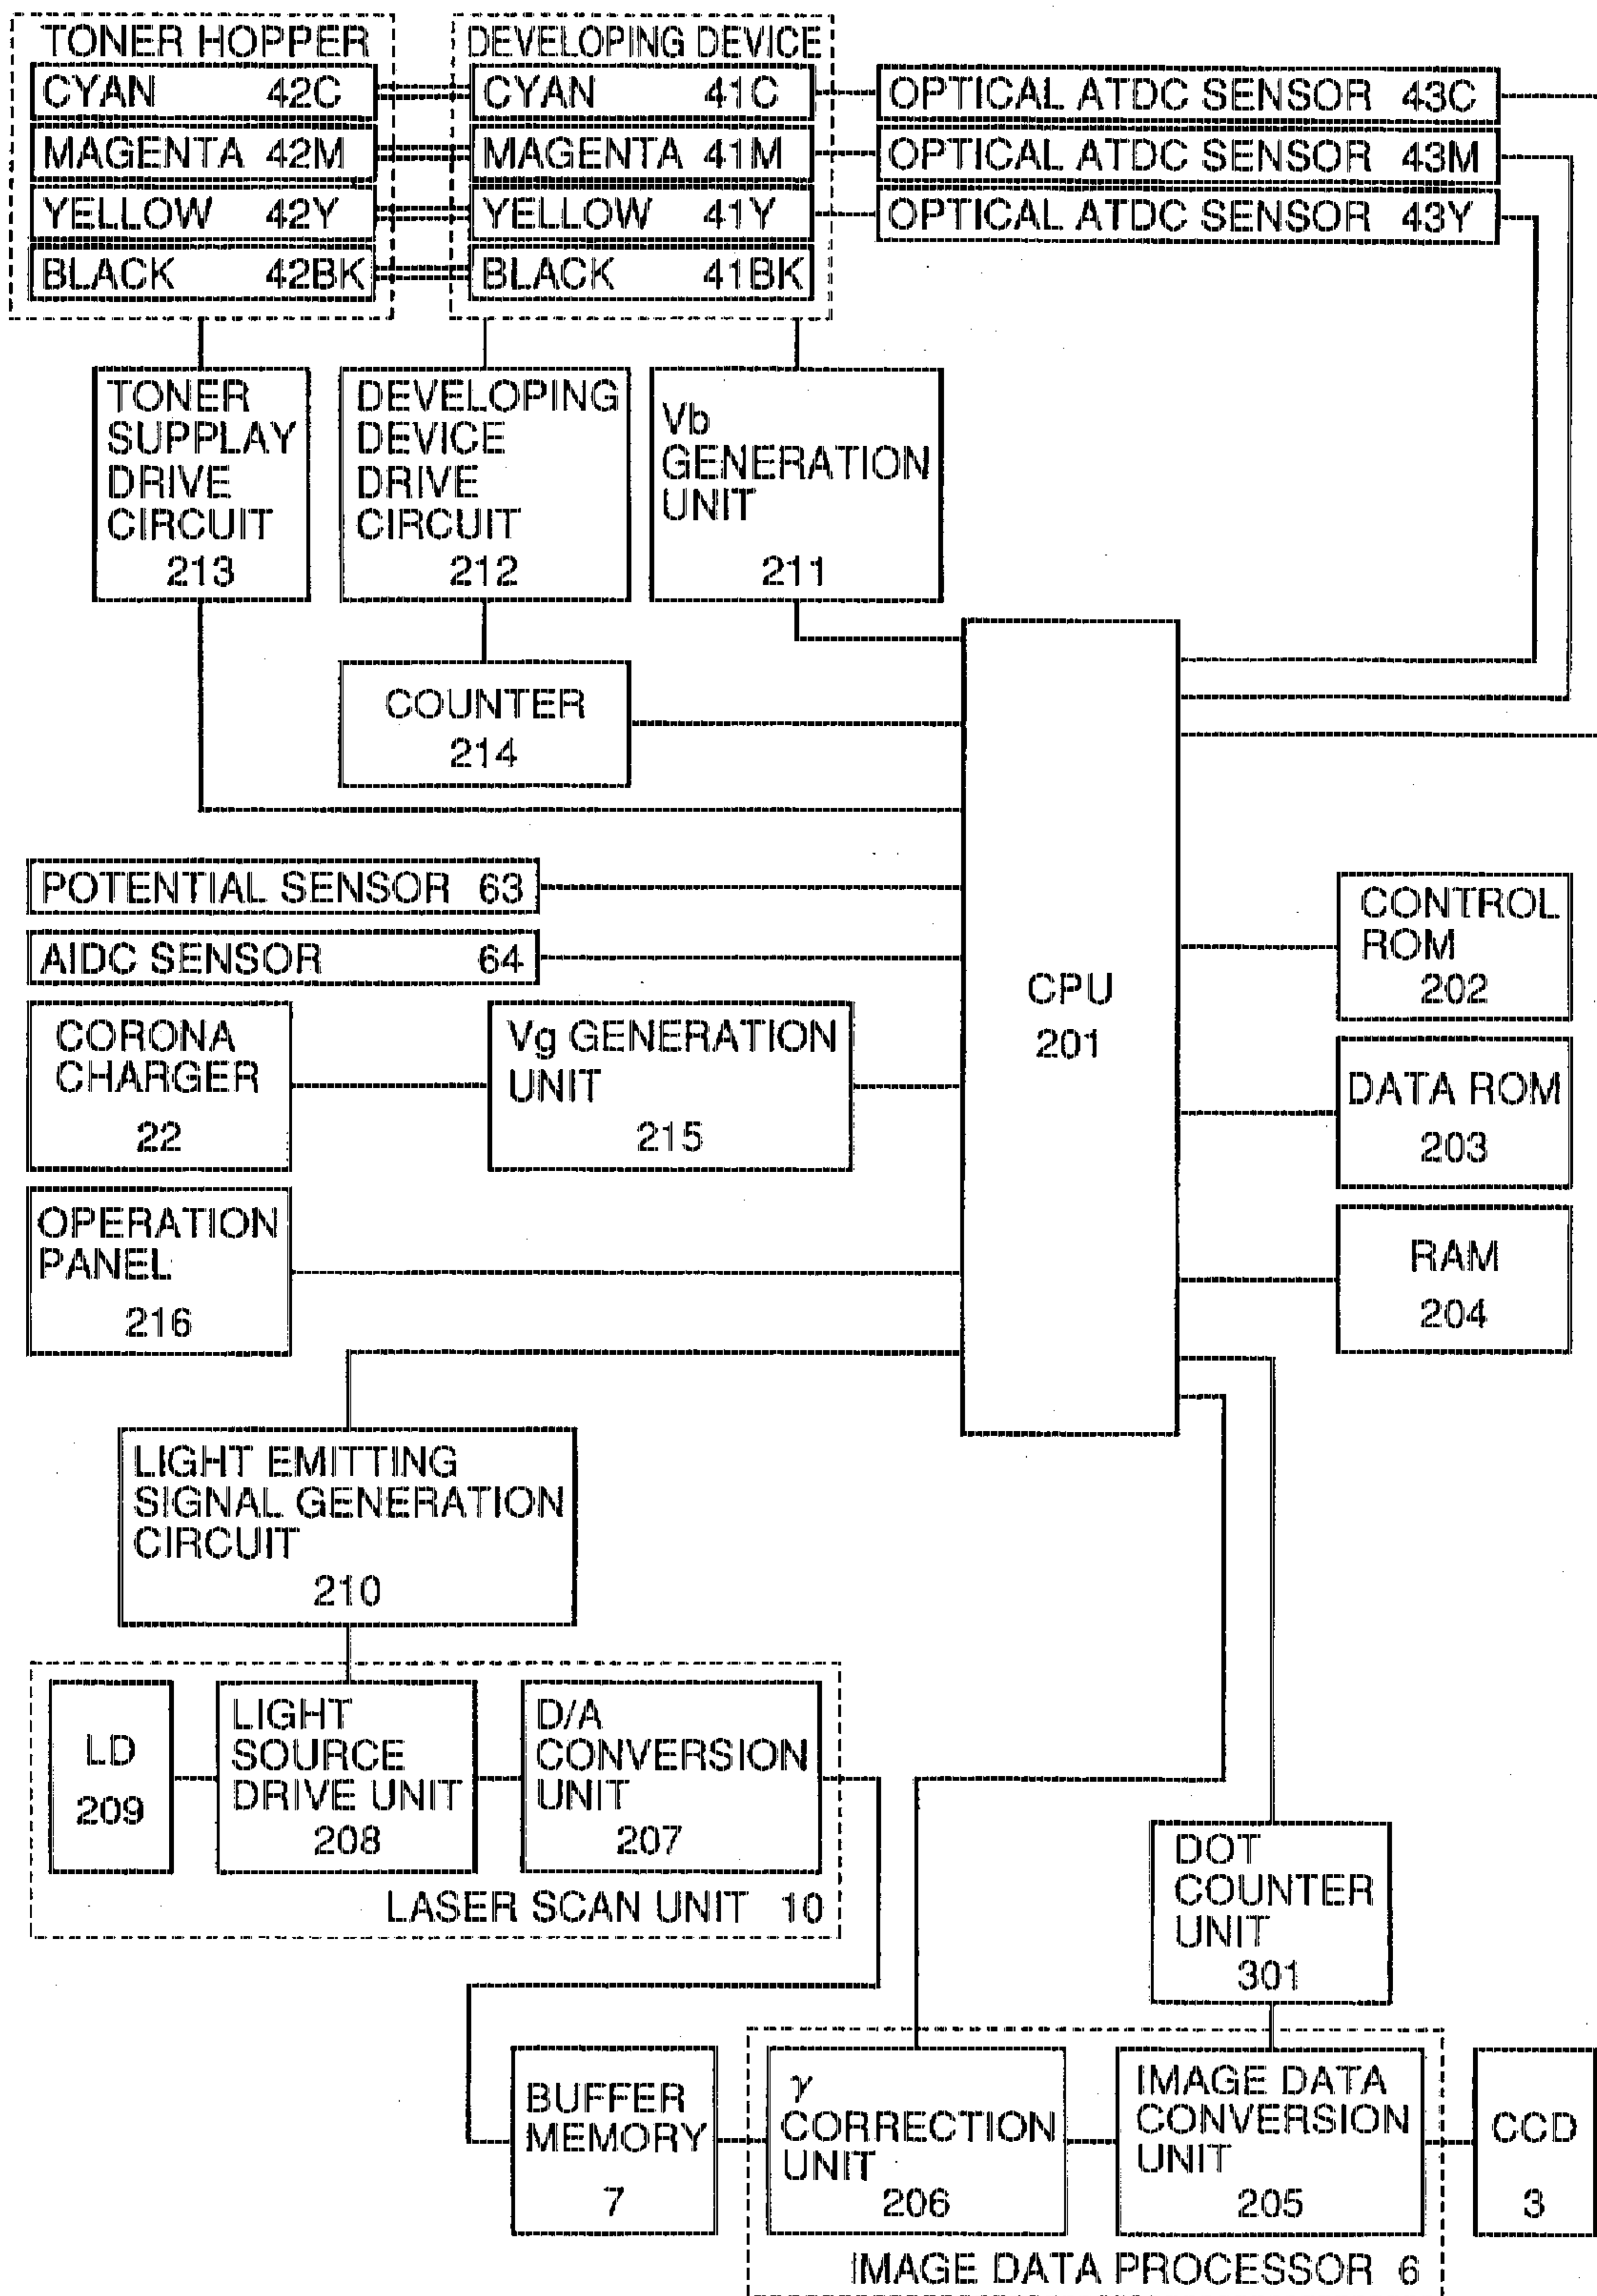 TONER HOPPER
CYAN 42C
MAGENTA 42M
YELLOW 42Y
BLACK 42BK
DEVELOPING DEVICE
CYAN 41C
MAGENTA 41M
YELLOW 41Y
BLACK 41BK
OPTICAL ATDC SENSOR 43C
OPTICAL ATDC SENSOR 43M
OPTICAL ATDC SENSOR 43Y
TONER
SUPPLAY
DRIVE
CIRCUIT
213
DEVELOPING
DEVICE
DRIVE
CIRCUIT
212
Vb
GENERATION
UNIT
211
COUNTER
214
POTENTIAL SENSOR 63
AIDC SENSOR 64
CORONA
CHARGER
22
Vg GENERATION
UNIT
215
OPERATION
PANEL
216
CPU
201
CONTROL
ROM
202
DATA ROM
203
RAM
204
LIGHT EMITTING
SIGNAL GENERATION
CIRCUIT
210
LD
209
LIGHT
SOURCE
DRIVE UNIT
208
D/A
CONVERSION
UNIT
207
LASER SCAN UNIT 10
DOT
COUNTER
UNIT
301
BUFFER
MEMORY
7
γ
CORRECTION
UNIT
206
IMAGE DATA
CONVERSION
UNIT
205
CCD
3
IMAGE DATA PROCESSOR 6